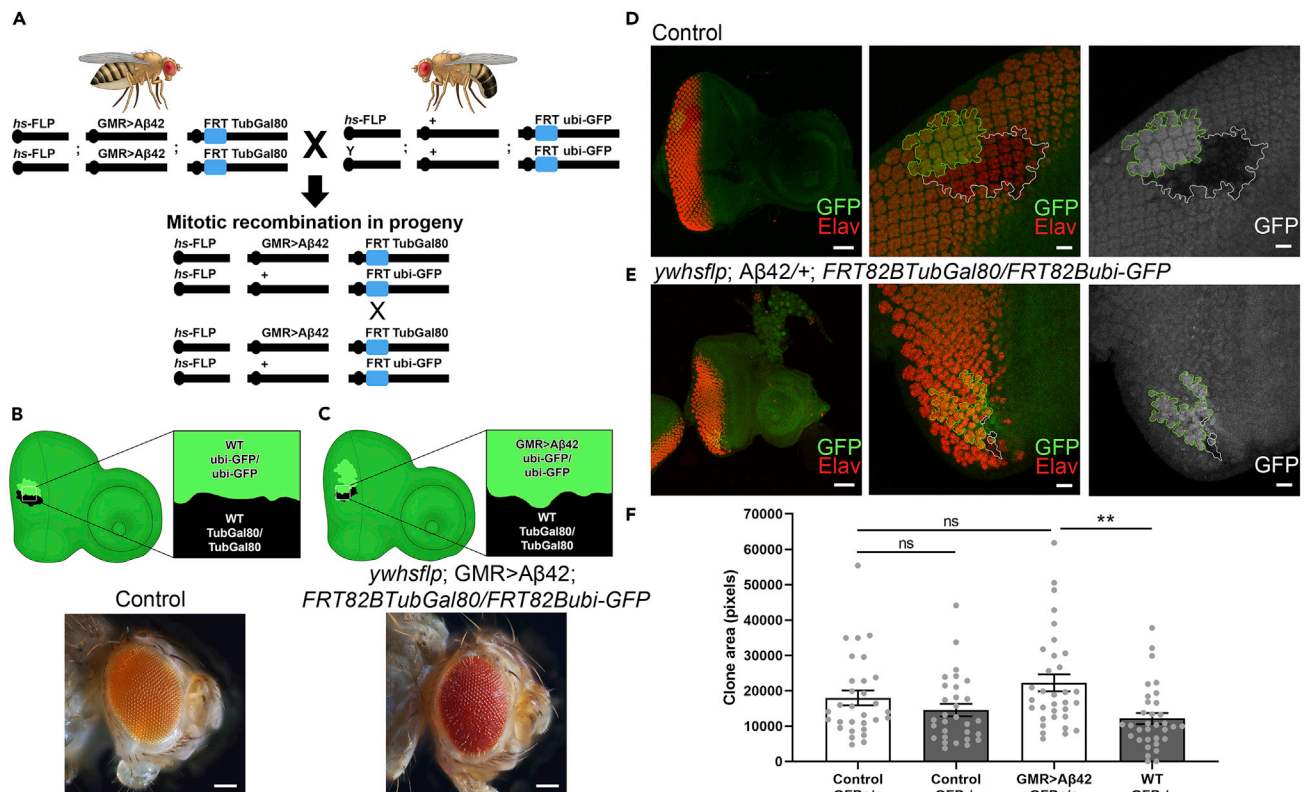 A
hs-FLP GMR>Aβ42 FRT TubGal80
hs-FLP ; GMR>Aβ42 ; FRT TubGal80
X
hs-FLP + FRT ubi-GFP
Y ; + ; FRT ubi-GFP
Mitotic recombination in progeny
hs-FLP GMR>Aβ42 FRT TubGal80
hs-FLP + FRT ubi-GFP
X
hs-FLP GMR>Aβ42 FRT TubGal80
hs-FLP + FRT ubi-GFP
B
WT
ubi-GFP/
ubi-GFP
WT
TubGal80/
TubGal80
Control
C
GMR>Aβ42
ubi-GFP/
ubi-GFP
WT
TubGal80/
TubGal80
ywhsflp; GMR>Aβ42;
FRT82BTubGal80/FRT82Bubi-GFP
D
Control
GFP
Elav
GFP
Elav
GFP
E ywhsflp; Aβ42/+; FRT82BTubGal80/FRT82Bubi-GFP
GFP
Elav
GFP
Elav
GFP
F
Clone area (pixels)
70000
60000
50000
40000
30000
20000
10000
0
ns
ns
**
Control
Control
GMR>Aβ42
WT